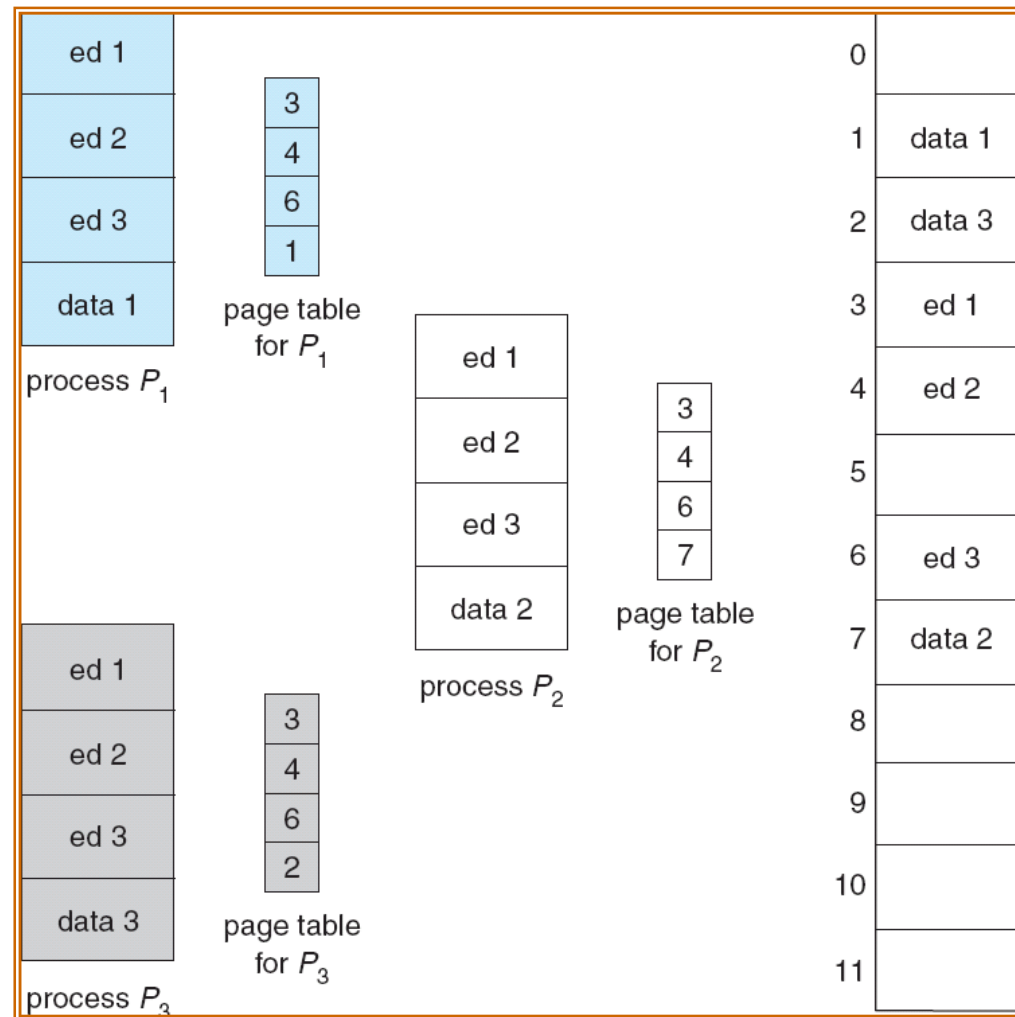 ed 1
ed 2
ed 3
data 1
process P1
3
4
6
1
page table
for P1
ed 1
ed 2
ed 3
data 2
process P2
3
4
6
7
page table
for P2
ed 1
ed 2
ed 3
data 3
process P3
3
4
6
2
page table
for P3
0
1 data 1
2 data 3
3 ed 1
4 ed 2
5
6 ed 3
7 data 2
8
9
10
11